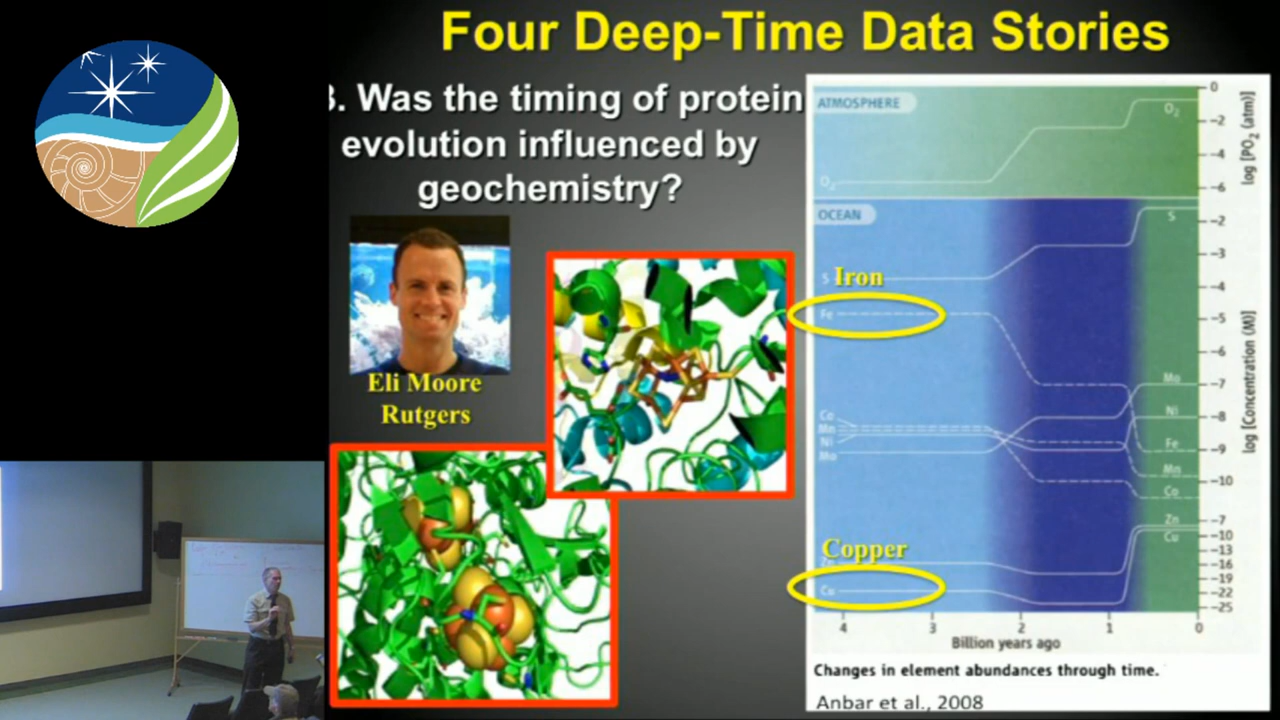 Four Deep-Time Data Stories
3. Was the timing of protein
evolution influenced by
geochemistry?
Eli Moore
Rutgers
ATMOSPHERE
O2
O2
0
-2
-4
-6
log [PO2 (atm)]
OCEAN
S
S
Iron
Fe
-2
-3
-4
-5
-6
-7
-8
-9
-10
log [Concentration (M)]
Co
Mn
Ni
Mo
Mo
Ni
Fe
Mn
Co
Zn
Cu
Copper
Zn
Cu
-7
-10
-13
-16
-19
-22
-25
4 3 2 1 0
Billion years ago
Changes in element abundances through time.
Anbar et al., 2008